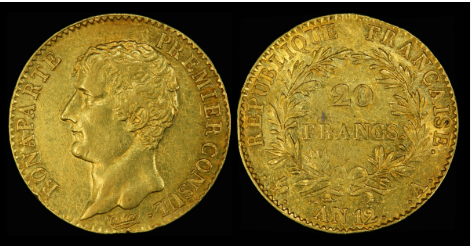 BONAPARTE PREMIER CONSUL.
REPUBLIQUE FRANÇAISE.
20
FRANCS.
AN 12.
A